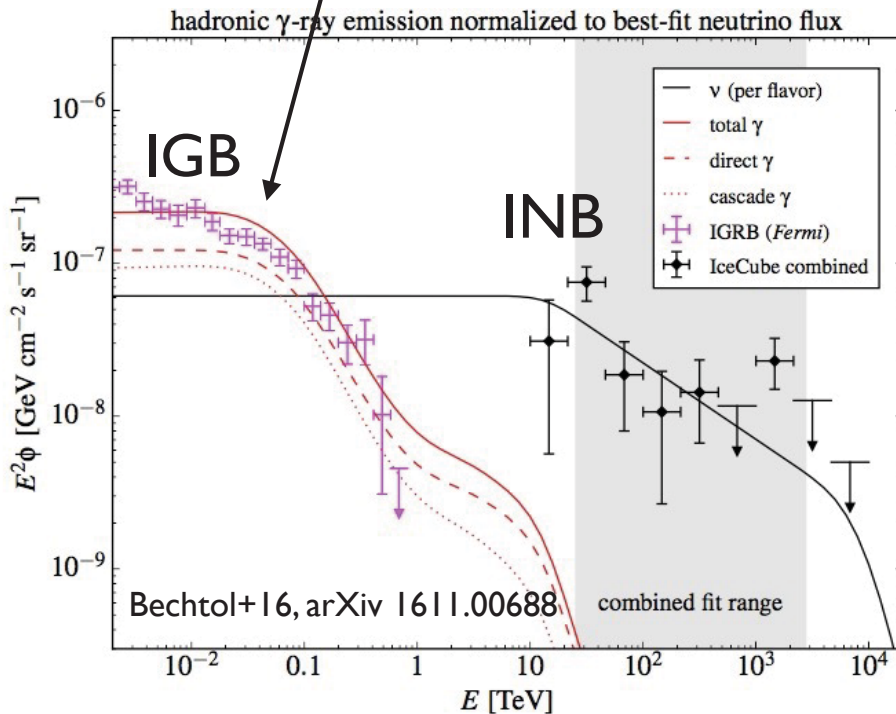 hadronic γ-ray emission normalized to best-fit neutrino flux
10⁻⁶
10⁻⁷
10⁻⁸
10⁻⁹
E²ϕ [GeV cm⁻² s⁻¹ sr⁻¹]
IGB
INB
ν (per flavor)
total γ
direct γ
cascade γ
IGRB (Fermi)
IceCube combined
Bechtol+16, arXiv 1611.00688
combined fit range
10⁻² 0.1 1 10 10² 10³ 10⁴
E [TeV]